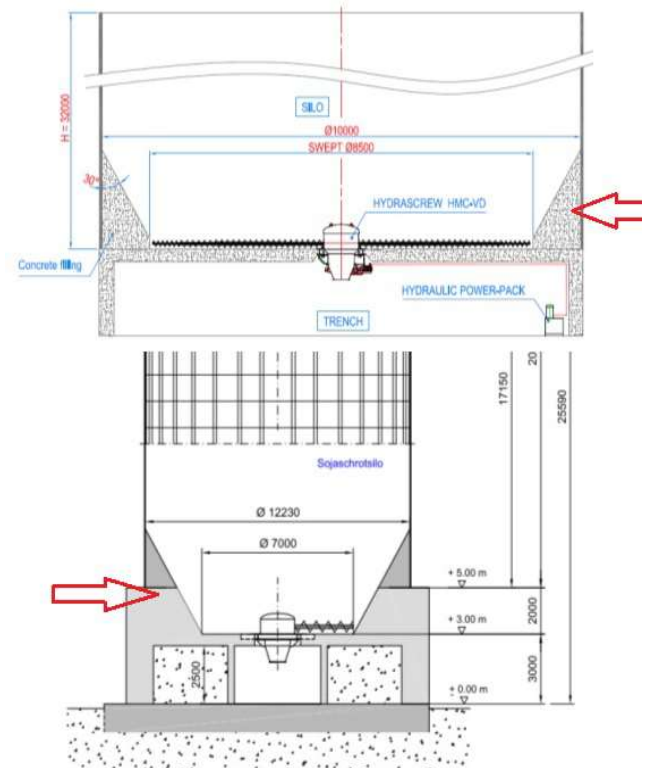 H = 32000
SILO
Ø10000
SWEPT Ø8500
30°
HYDRASCREW HMC-VD
Concrete filling
HYDRAULIC POWER-PACK
TRENCH
20
17150
25590
Sojaschrotsilo
Ø 12230
Ø 7000
+ 5.00 m
2000
+ 3.00 m
2500
3000
± 0.00 m